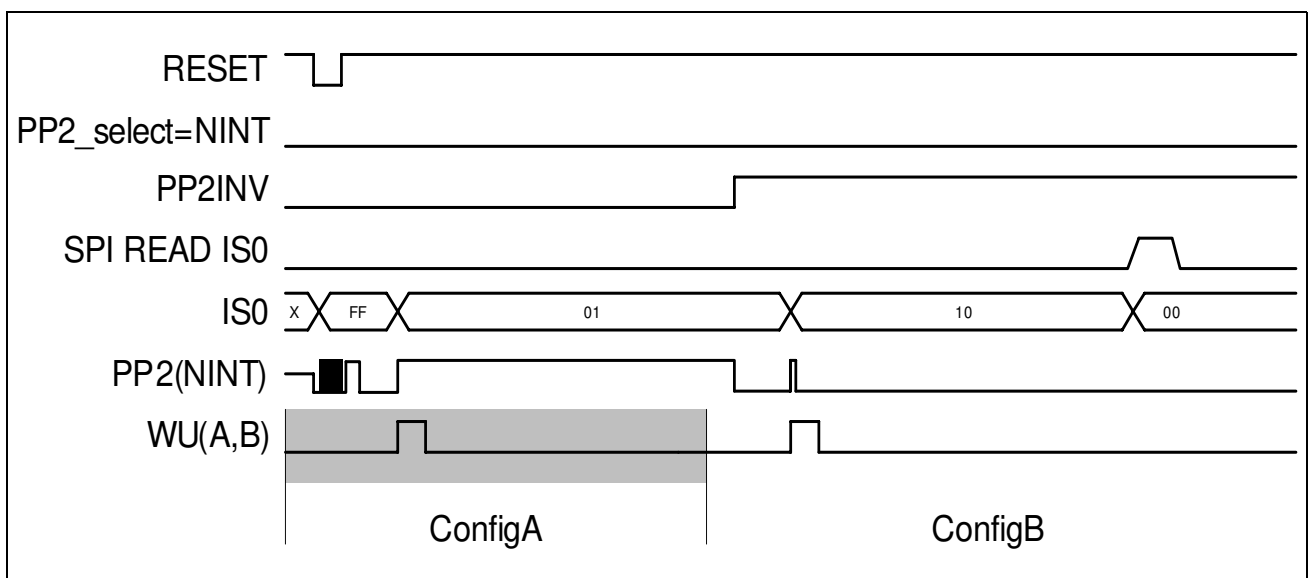 RESET
PP2_select=NINT
PP2INV
SPI READ IS0
IS0 X FF 01 10 00
PP2(NINT)
WU(A,B)
ConfigA ConfigB